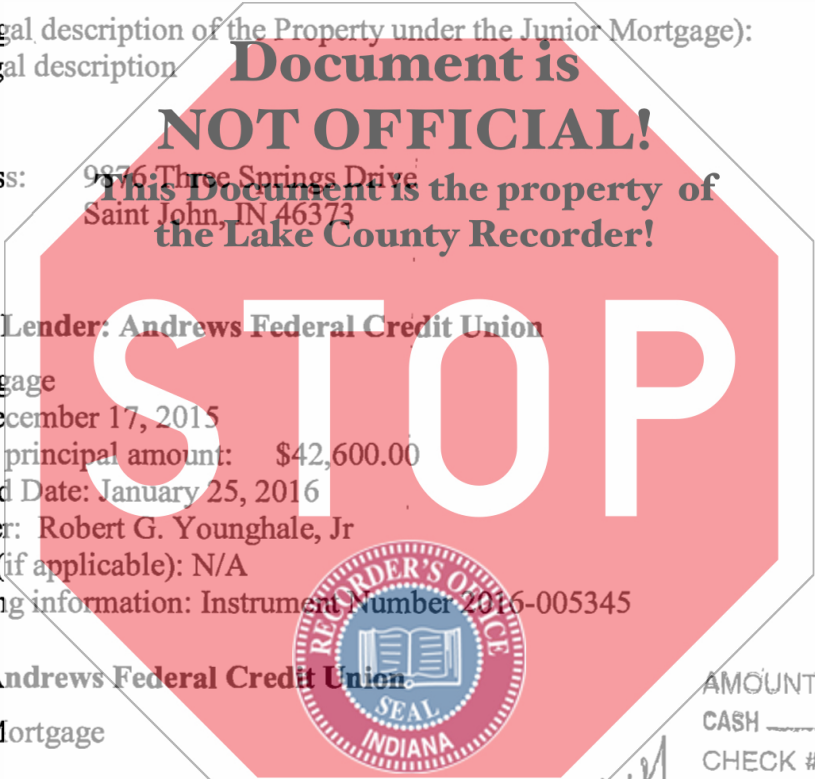 gal description of the Property under the Junior Mortgage):
gal description
Document is
NOT OFFICIAL!
ss: 9876 Three Springs Drive
This Document is the property of
Saint John, IN 46373
the Lake County Recorder!
Lender: Andrews Federal Credit Union
STOP
gage
ecember 17, 2015
principal amount: $42,600.00
d Date: January 25, 2016
er: Robert G. Younghale, Jr
(if applicable): N/A
ng information: Instrument Number 2016-005345
RECORDER'S OFFICE
SEAL
INDIANA
Andrews Federal Credit Union
Mortgage
AMOUNT
CASH
CHECK #